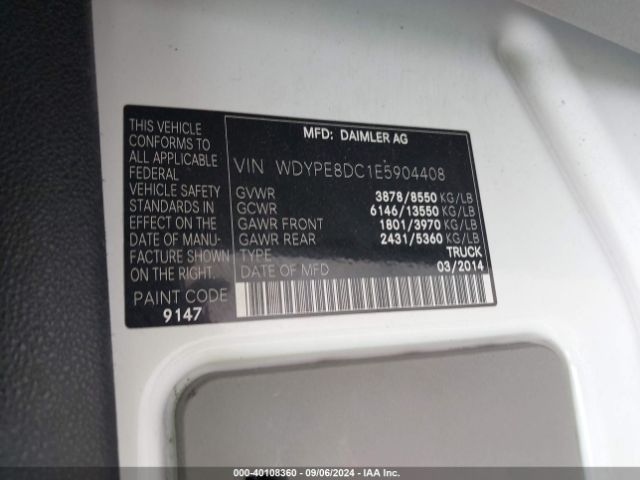 THIS VEHICLE
CONFORMS TO
ALL APPLICABLE
FEDERAL
VEHICLE SAFETY
STANDARDS IN
EFFECT ON THE
DATE OF MANU-
FACTURE SHOWN
ON THE RIGHT.
PAINT CODE
9147
MFD: DAIMLER AG
VIN WDYPE8DC1E5904408
GVWR 3878/8550 KG/LB
GCWR 6146/13550 KG/LB
GAWR FRONT 1801/3970 KG/LB
GAWR REAR 2431/5360 KG/LB
TYPE TRUCK
DATE OF MFD 03/2014
000-40108360 | 09/06/2024 | Copyright IAA, LLC